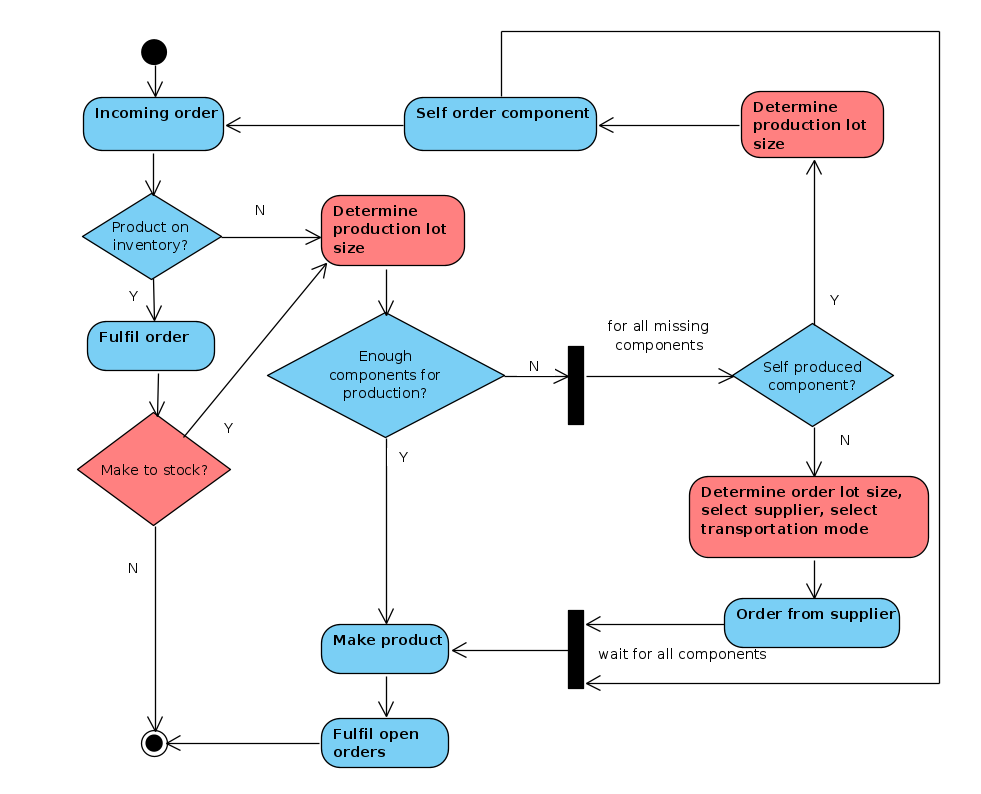 Incoming order
Self order component
Determine
production lot
size
Product on
inventory?
N
Determine
production lot
size
Y
Fulfil order
Y
for all missing
components
Enough
components for
production?
N
Self produced
component?
Y
Make to stock?
Y
N
Determine order lot size,
select supplier, select
transportation mode
N
Order from supplier
Make product
wait for all components
Fulfil open
orders